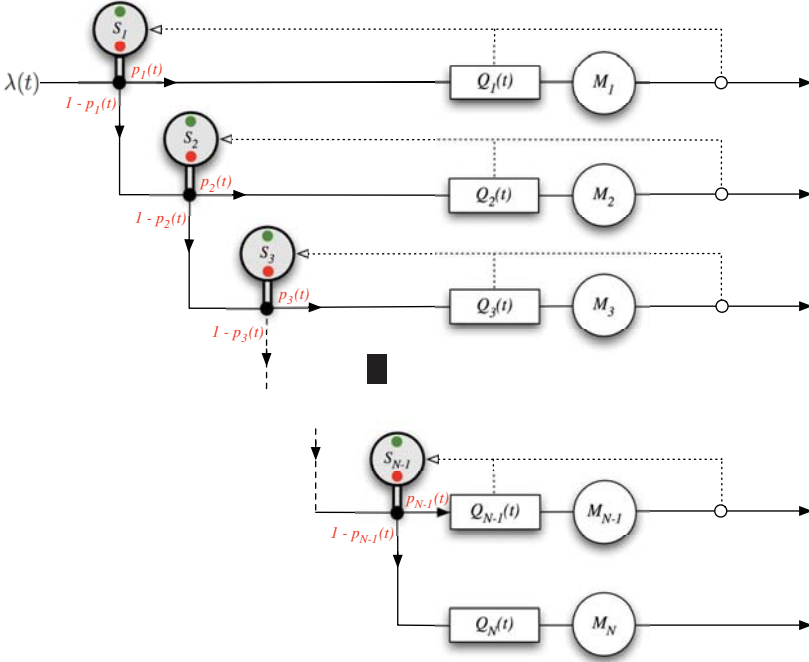 S1
λ(t)
p1(t)
Q1(t)
M1
1 - p1(t)
S2
p2(t)
Q2(t)
M2
1 - p2(t)
S3
p3(t)
Q3(t)
M3
1 - p3(t)
SN-1
pN-1(t)
QN-1(t)
MN-1
1 - pN-1(t)
QN(t)
MN